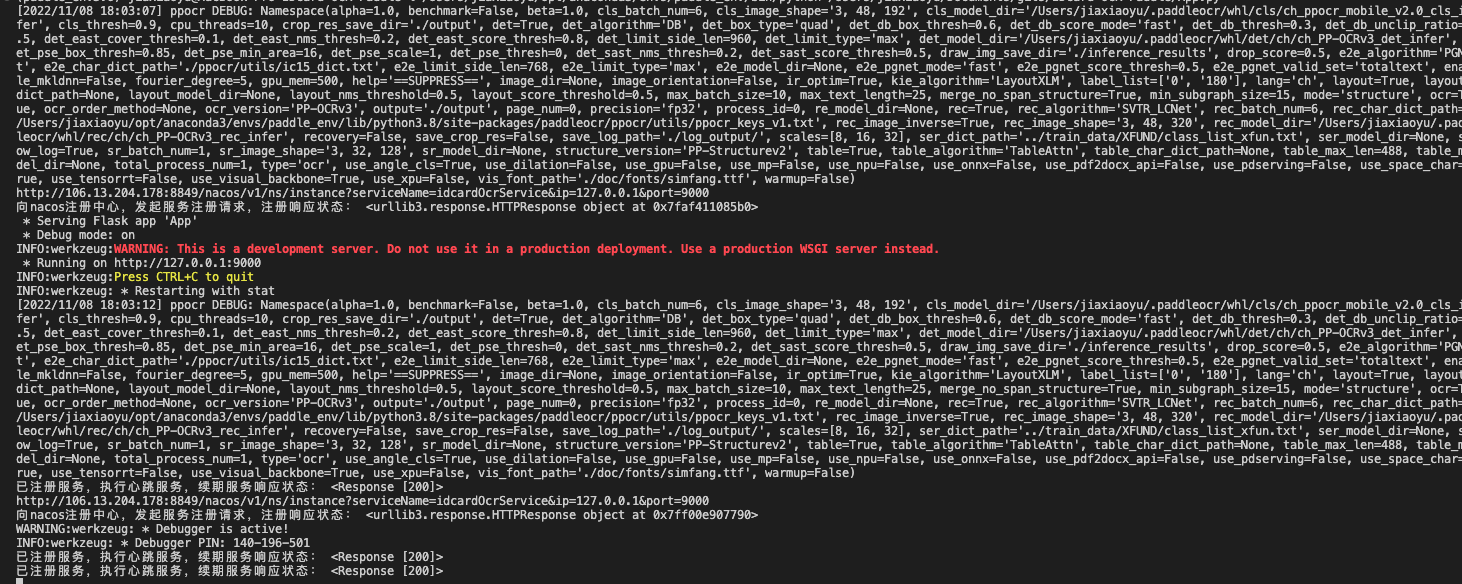 [2022/11/08 18:03:07] ppocr DEBUG: Namespace(alpha=1.0, benchmark=False, beta=1.0, cls_batch_num=6, cls_image_shape='3, 48, 192', cls_model_dir='/Users/jiaxiaoyu/.paddleocr/whl/cls/ch_ppocr_mobile_v2.0_cls_i
fer', cls_thresh=0.9, cpu_threads=10, crop_res_save_dir='./output', det=True, det_algorithm='DB', det_box_type='quad', det_db_box_thresh=0.6, det_db_score_mode='fast', det_db_thresh=0.3, det_db_unclip_ratio=
.5, det_east_cover_thresh=0.1, det_east_nms_thresh=0.2, det_east_score_thresh=0.8, det_limit_side_len=960, det_limit_type='max', det_model_dir='/Users/jiaxiaoyu/.paddleocr/whl/det/ch/ch_PP-OCRv3_det_infer',
et_pse_box_thresh=0.85, det_pse_min_area=16, det_pse_scale=1, det_pse_thresh=0, det_sast_nms_thresh=0.2, det_sast_score_thresh=0.5, draw_img_save_dir='./inference_results', drop_score=0.5, e2e_algorithm='PGN
t', e2e_char_dict_path='./ppocr/utils/ic15_dict.txt', e2e_limit_side_len=768, e2e_limit_type='max', e2e_model_dir=None, e2e_pgnet_mode='fast', e2e_pgnet_score_thresh=0.5, e2e_pgnet_valid_set='totaltext', ena
le_mkldnn=False, fourier_degree=5, gpu_mem=500, help='==SUPPRESS==', image_dir=None, image_orientation=False, ir_optim=True, kie_algorithm='LayoutXLM', label_list=['0', '180'], lang='ch', layout=True, layout
dict_path=None, layout_model_dir=None, layout_nms_threshold=0.5, layout_score_threshold=0.5, max_batch_size=10, max_text_length=25, merge_no_span_structure=True, min_subgraph_size=15, mode='structure', ocr=T
ue, ocr_order_method=None, ocr_version='PP-OCRv3', output='./output', page_num=0, precision='fp32', process_id=0, re_model_dir=None, rec=True, rec_algorithm='SVTR_LCNet', rec_batch_num=6, rec_char_dict_path=
/Users/jiaxiaoyu/opt/anaconda3/envs/paddle_env/lib/python3.8/site-packages/paddleocr/ppocr/utils/ppocr_keys_v1.txt', rec_image_inverse=True, rec_image_shape='3, 48, 320', rec_model_dir='/Users/jiaxiaoyu/.pad
leocr/whl/rec/ch/ch_PP-OCRv3_rec_infer', recovery=False, save_crop_res=False, save_log_path='./log_output/', scales=[8, 16, 32], ser_dict_path='../train_data/XFUND/class_list_xfun.txt', ser_model_dir=None, s
ow_log=True, sr_batch_num=1, sr_image_shape='3, 32, 128', sr_model_dir=None, structure_version='PP-Structurev2', table=True, table_algorithm='TableAttn', table_char_dict_path=None, table_max_len=488, table_m
del_dir=None, total_process_num=1, type='ocr', use_angle_cls=True, use_dilation=False, use_gpu=False, use_mp=False, use_npu=False, use_onnx=False, use_pdf2docx_api=False, use_pdserving=False, use_space_char=
rue, use_tensorrt=False, use_visual_backbone=True, use_xpu=False, vis_font_path='./doc/fonts/simfang.ttf', warmup=False)
http://106.13.204.178:8849/nacos/v1/ns/instance?serviceName=idcardOcrService&ip=127.0.0.1&port=9000
向nacos注册中心，发起服务注册请求，注册响应状态： <urllib3.response.HTTPResponse object at 0x7faf411085b0>
* Serving Flask app 'App'
* Debug mode: on
INFO:werkzeug:WARNING: This is a development server. Do not use it in a production deployment. Use a production WSGI server instead.
* Running on http://127.0.0.1:9000
INFO:werkzeug:Press CTRL+C to quit
INFO:werkzeug: * Restarting with stat
[2022/11/08 18:03:12] ppocr DEBUG: Namespace(alpha=1.0, benchmark=False, beta=1.0, cls_batch_num=6, cls_image_shape='3, 48, 192', cls_model_dir='/Users/jiaxiaoyu/.paddleocr/whl/cls/ch_ppocr_mobile_v2.0_cls_i
fer', cls_thresh=0.9, cpu_threads=10, crop_res_save_dir='./output', det=True, det_algorithm='DB', det_box_type='quad', det_db_box_thresh=0.6, det_db_score_mode='fast', det_db_thresh=0.3, det_db_unclip_ratio=
.5, det_east_cover_thresh=0.1, det_east_nms_thresh=0.2, det_east_score_thresh=0.8, det_limit_side_len=960, det_limit_type='max', det_model_dir='/Users/jiaxiaoyu/.paddleocr/whl/det/ch/ch_PP-OCRv3_det_infer',
et_pse_box_thresh=0.85, det_pse_min_area=16, det_pse_scale=1, det_pse_thresh=0, det_sast_nms_thresh=0.2, det_sast_score_thresh=0.5, draw_img_save_dir='./inference_results', drop_score=0.5, e2e_algorithm='PGN
t', e2e_char_dict_path='./ppocr/utils/ic15_dict.txt', e2e_limit_side_len=768, e2e_limit_type='max', e2e_model_dir=None, e2e_pgnet_mode='fast', e2e_pgnet_score_thresh=0.5, e2e_pgnet_valid_set='totaltext', ena
le_mkldnn=False, fourier_degree=5, gpu_mem=500, help='==SUPPRESS==', image_dir=None, image_orientation=False, ir_optim=True, kie_algorithm='LayoutXLM', label_list=['0', '180'], lang='ch', layout=True, layout
dict_path=None, layout_model_dir=None, layout_nms_threshold=0.5, layout_score_threshold=0.5, max_batch_size=10, max_text_length=25, merge_no_span_structure=True, min_subgraph_size=15, mode='structure', ocr=T
ue, ocr_order_method=None, ocr_version='PP-OCRv3', output='./output', page_num=0, precision='fp32', process_id=0, re_model_dir=None, rec=True, rec_algorithm='SVTR_LCNet', rec_batch_num=6, rec_char_dict_path=
/Users/jiaxiaoyu/opt/anaconda3/envs/paddle_env/lib/python3.8/site-packages/paddleocr/ppocr/utils/ppocr_keys_v1.txt', rec_image_inverse=True, rec_image_shape='3, 48, 320', rec_model_dir='/Users/jiaxiaoyu/.pad
leocr/whl/rec/ch/ch_PP-OCRv3_rec_infer', recovery=False, save_crop_res=False, save_log_path='./log_output/', scales=[8, 16, 32], ser_dict_path='../train_data/XFUND/class_list_xfun.txt', ser_model_dir=None, s
ow_log=True, sr_batch_num=1, sr_image_shape='3, 32, 128', sr_model_dir=None, structure_version='PP-Structurev2', table=True, table_algorithm='TableAttn', table_char_dict_path=None, table_max_len=488, table_m
del_dir=None, total_process_num=1, type='ocr', use_angle_cls=True, use_dilation=False, use_gpu=False, use_mp=False, use_npu=False, use_onnx=False, use_pdf2docx_api=False, use_pdserving=False, use_space_char=
rue, use_tensorrt=False, use_visual_backbone=True, use_xpu=False, vis_font_path='./doc/fonts/simfang.ttf', warmup=False)
已注册服务，执行心跳服务，续期服务响应状态： <Response [200]>
http://106.13.204.178:8849/nacos/v1/ns/instance?serviceName=idcardOcrService&ip=127.0.0.1&port=9000
向nacos注册中心，发起服务注册请求，注册响应状态： <urllib3.response.HTTPResponse object at 0x7ff00e907790>
WARNING:werkzeug: * Debugger is active!
INFO:werkzeug: * Debugger PIN: 140-196-501
已注册服务，执行心跳服务，续期服务响应状态： <Response [200]>
已注册服务，执行心跳服务，续期服务响应状态： <Response [200]>